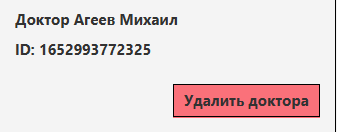 Доктор Агеев Михаил
ID: 1652993772325
Удалить доктора